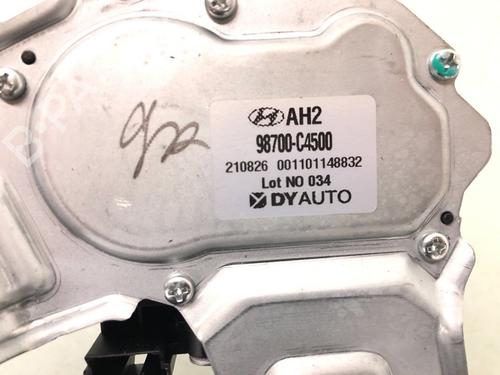 AH2
98700-C4500
210826 001101148832
Lot NO 034
DYAUTO